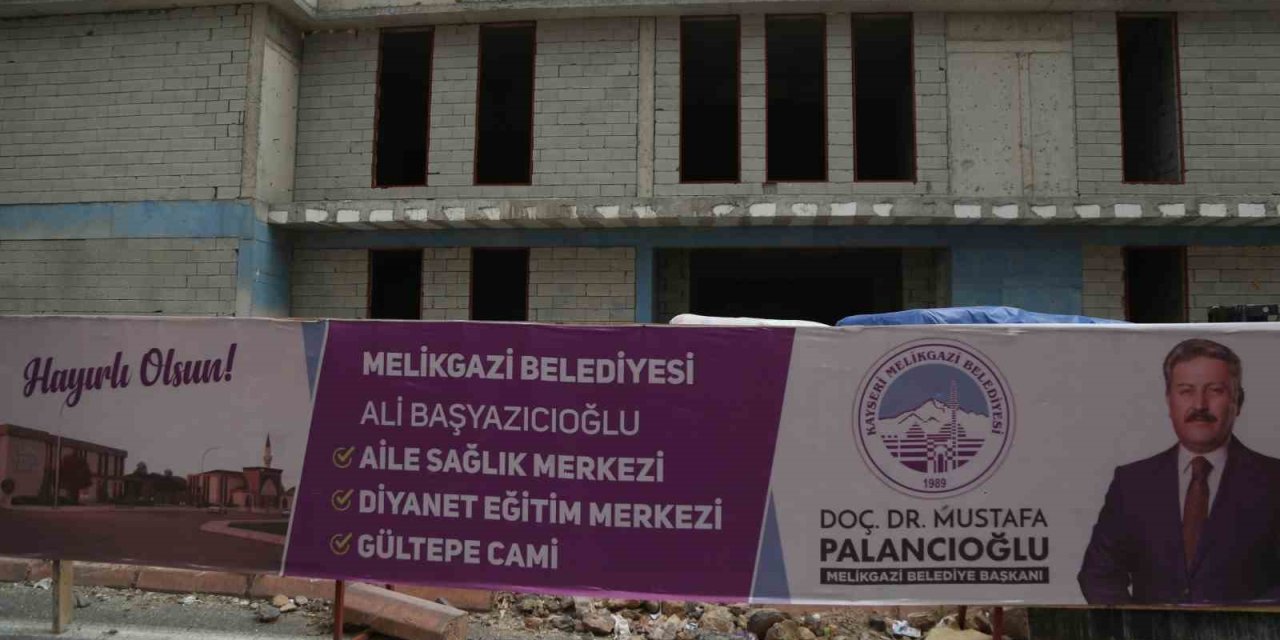 Hayırlı Olsun!
MELİKGAZİ BELEDİYESİ
ALİ BAŞYAZICIOĞLU
AİLE SAĞLIK MERKEZİ
DİYANET EĞİTİM MERKEZİ
GÜLTEPE CAMİ
KAYSERİ MELİKGAZİ BELEDİYESİ
1989
DOÇ. DR. MUSTAFA
PALANCIOĞLU
MELİKGAZİ BELEDİYE BAŞKANI